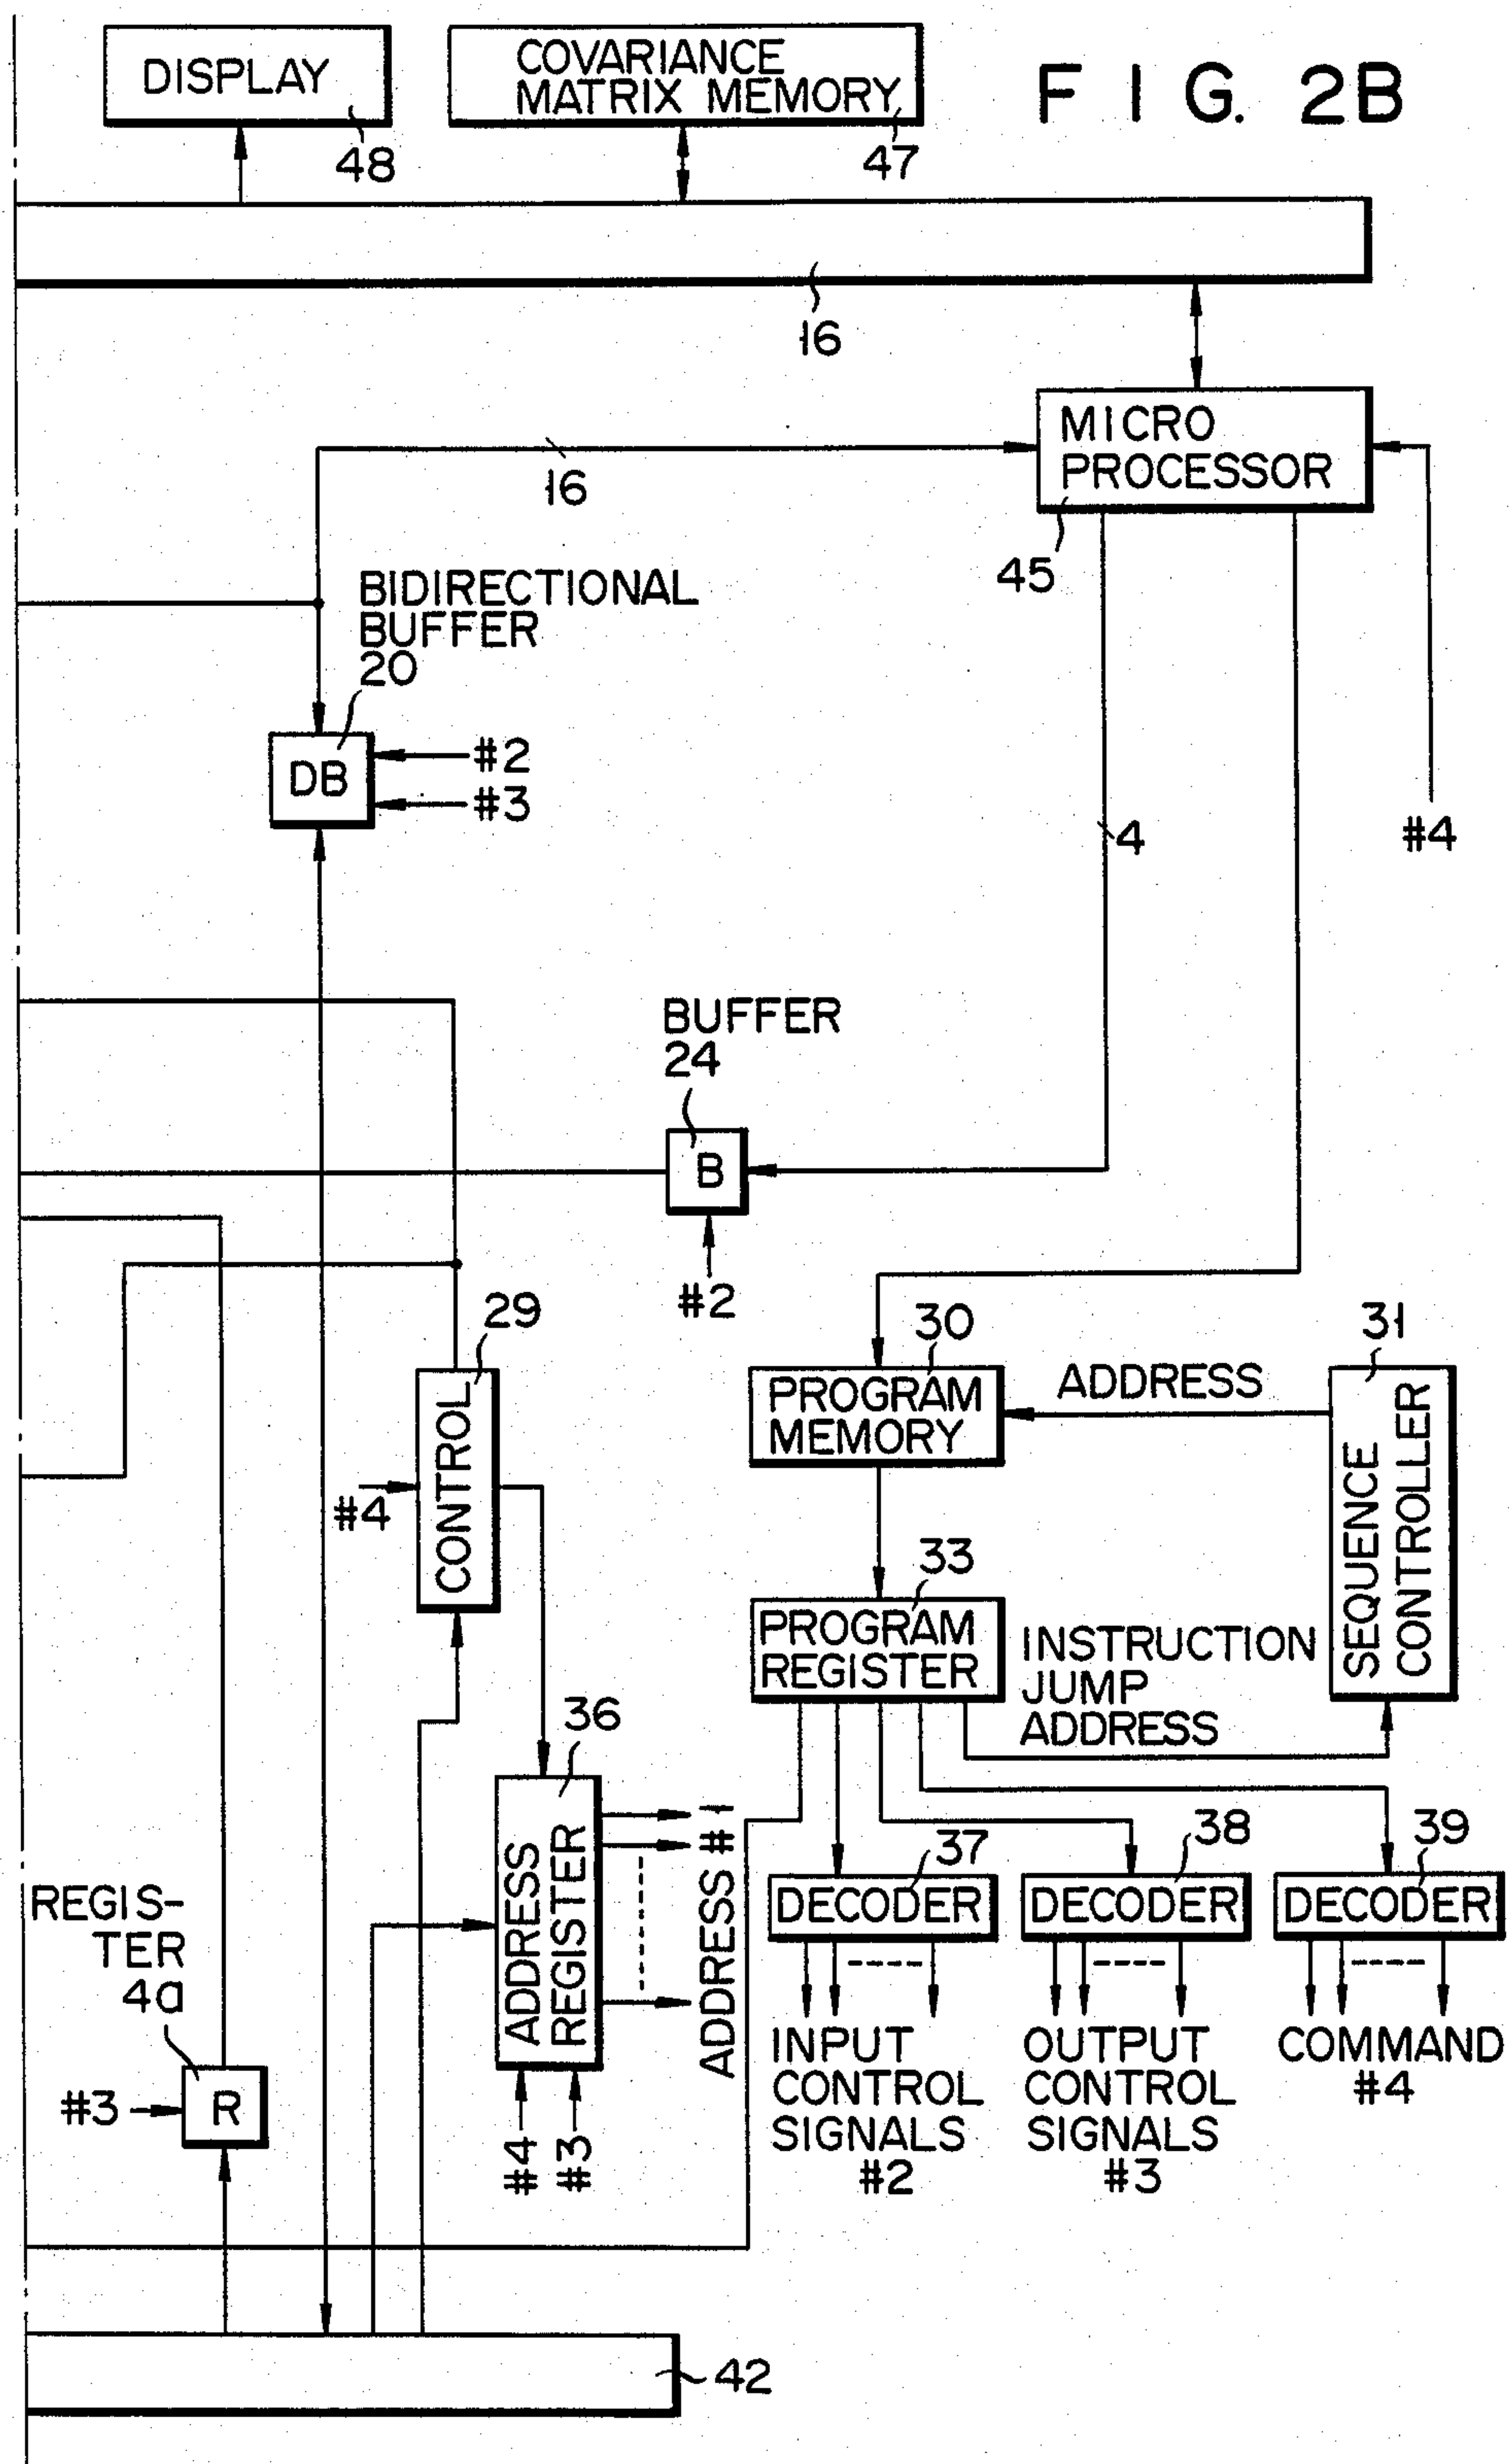 FIG. 2B
DISPLAY
48
COVARIANCE
MATRIX MEMORY
47
16
MICRO
PROCESSOR
45
16
#4
BIDIRECTIONAL
BUFFER
20
DB
#2
#3
4
BUFFER
24
B
#2
29
CONTROL
#4
30
PROGRAM
MEMORY
ADDRESS
31
SEQUENCE
CONTROLLER
33
PROGRAM
REGISTER
INSTRUCTION
JUMP
ADDRESS
36
ADDRESS
REGISTER
ADDRESS #1
#4
#3
REGIS-
TER
4a
R
#3
37
DECODER
INPUT
CONTROL
SIGNALS
#2
38
DECODER
OUTPUT
CONTROL
SIGNALS
#3
39
DECODER
COMMAND
#4
42